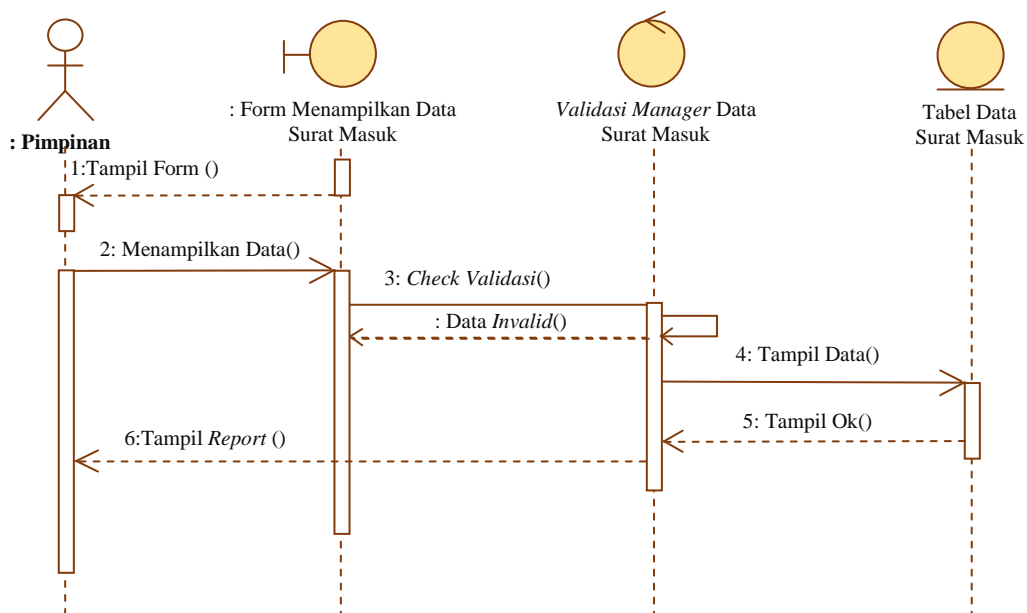 : Pimpinan
: Form Menampilkan Data
Surat Masuk
Validasi Manager Data
Surat Masuk
Tabel Data
Surat Masuk
1:Tampil Form ()
2: Menampilkan Data()
3: Check Validasi()
: Data Invalid()
4: Tampil Data()
5: Tampil Ok()
6:Tampil Report ()